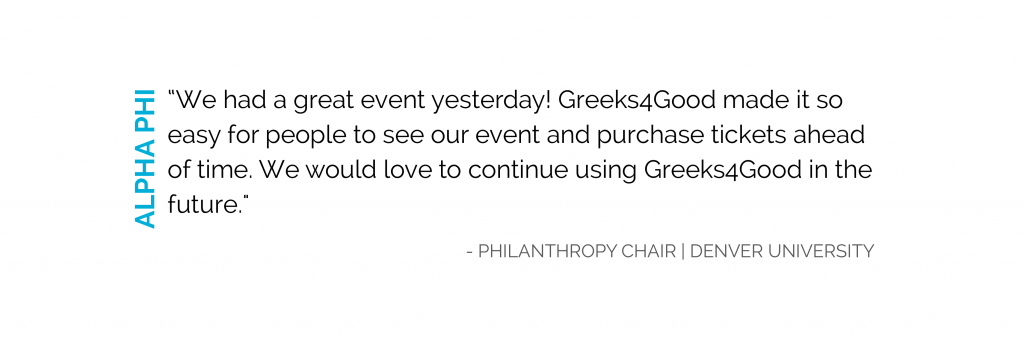 ALPHA PHI
“We had a great event yesterday! Greeks4Good made it so
easy for people to see our event and purchase tickets ahead
of time. We would love to continue using Greeks4Good in the
future."
- PHILANTHROPY CHAIR | DENVER UNIVERSITY